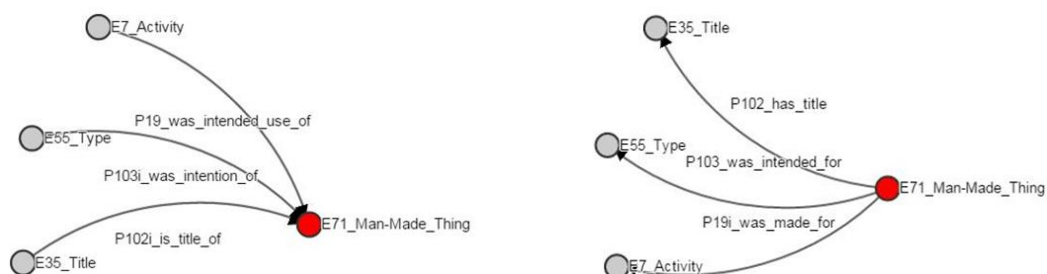 E7_Activity
P19_was_intended_use_of
E55_Type
P103i_was_intention_of
E71_Man-Made_Thing
P102i_is_title_of
E35_Title
E35_Title
P102_has_title
E55_Type
P103_was_intended_for
E71_Man-Made_Thing
P19i_was_made_for
E7_Activity